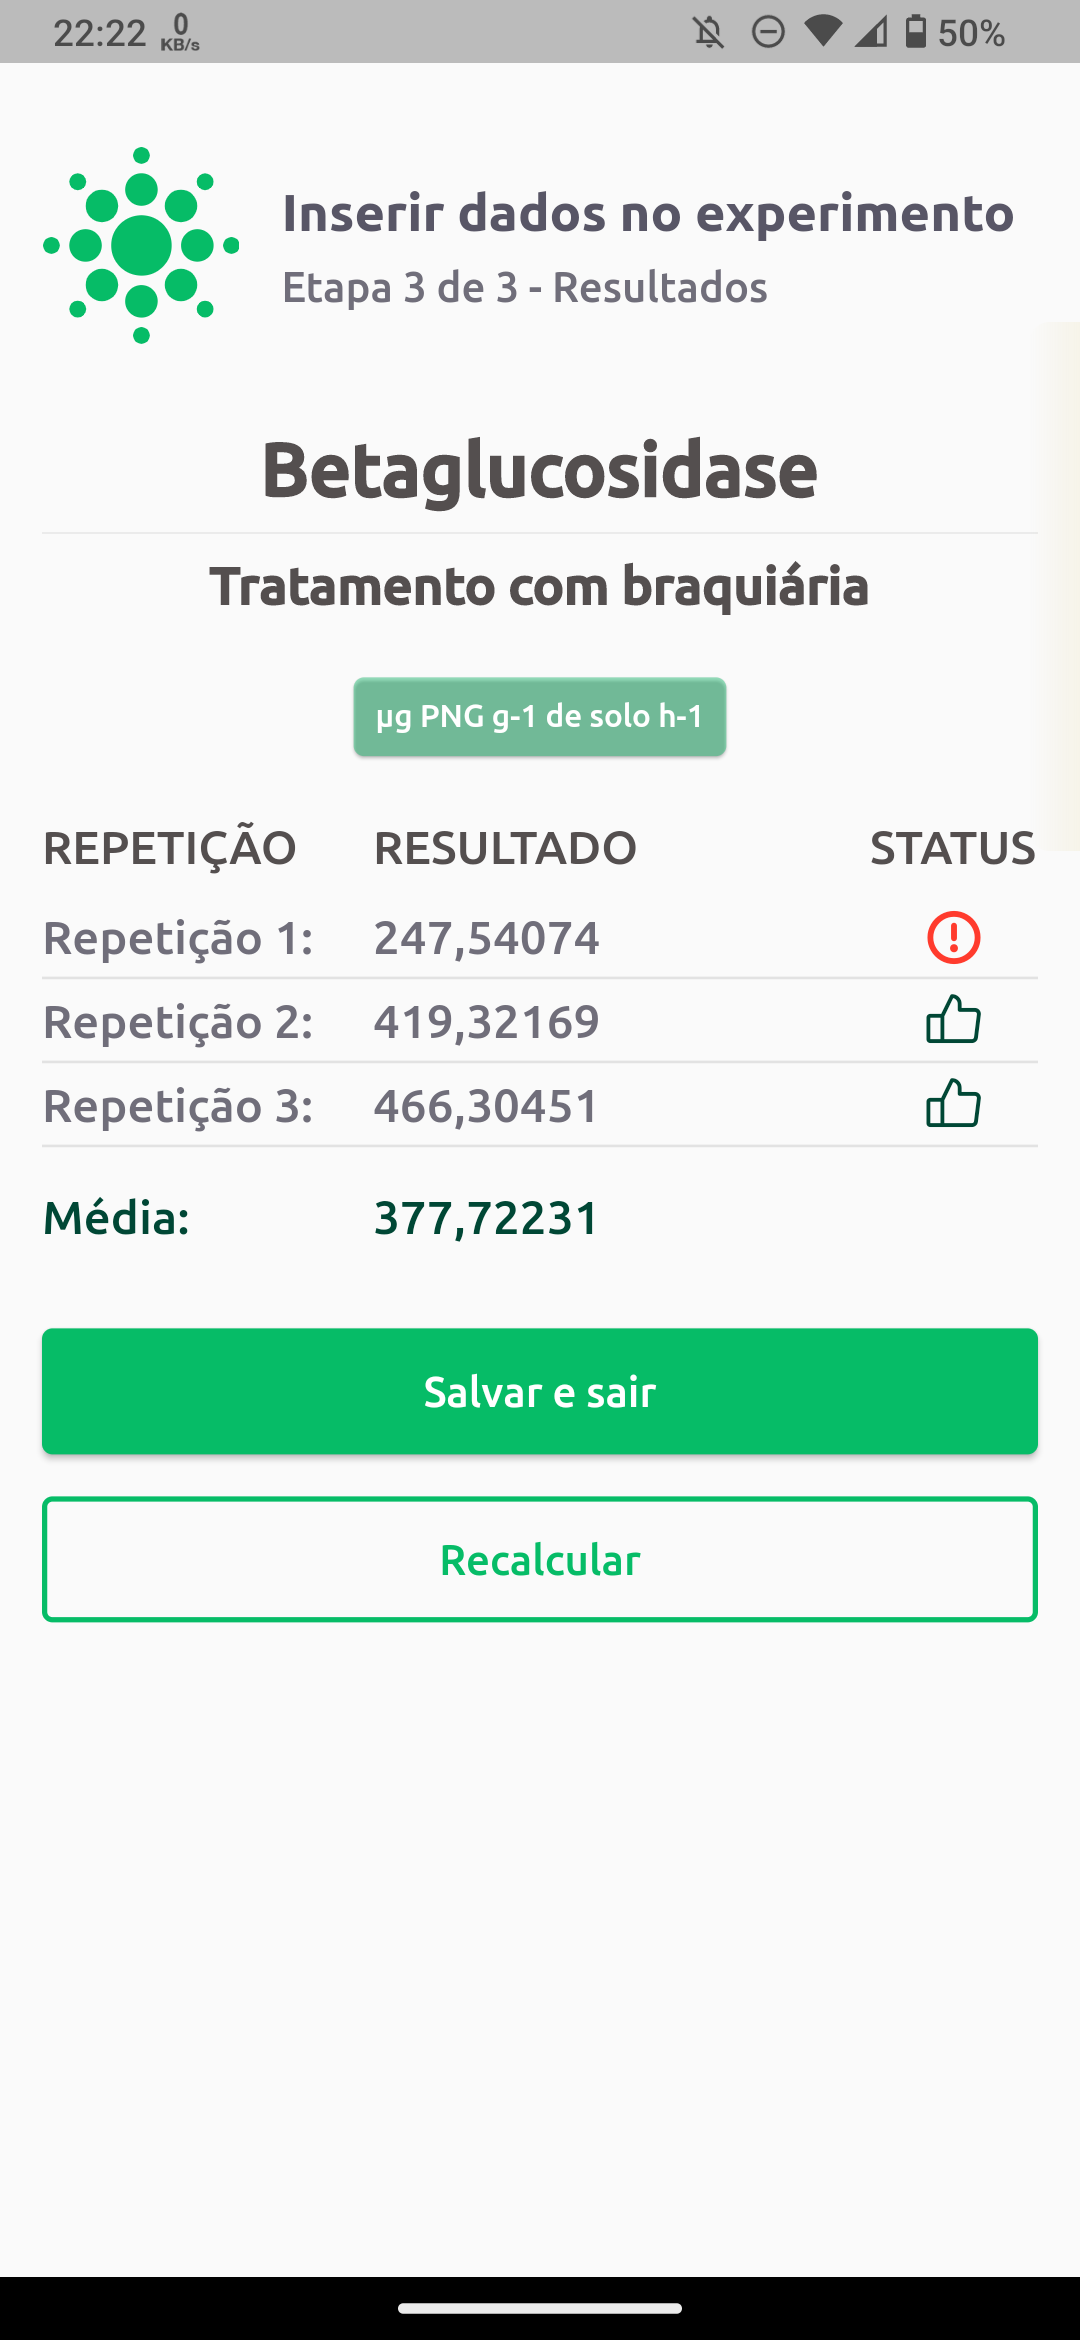 22:22 0 KB/s 50%
Inserir dados no experimento
Etapa 3 de 3 - Resultados
Betaglucosidase
Tratamento com braquiária
µg PNG g-1 de solo h-1
REPETIÇÃO RESULTADO STATUS
Repetição 1: 247,54074
Repetição 2: 419,32169
Repetição 3: 466,30451
Média: 377,72231
Salvar e sair
Recalcular